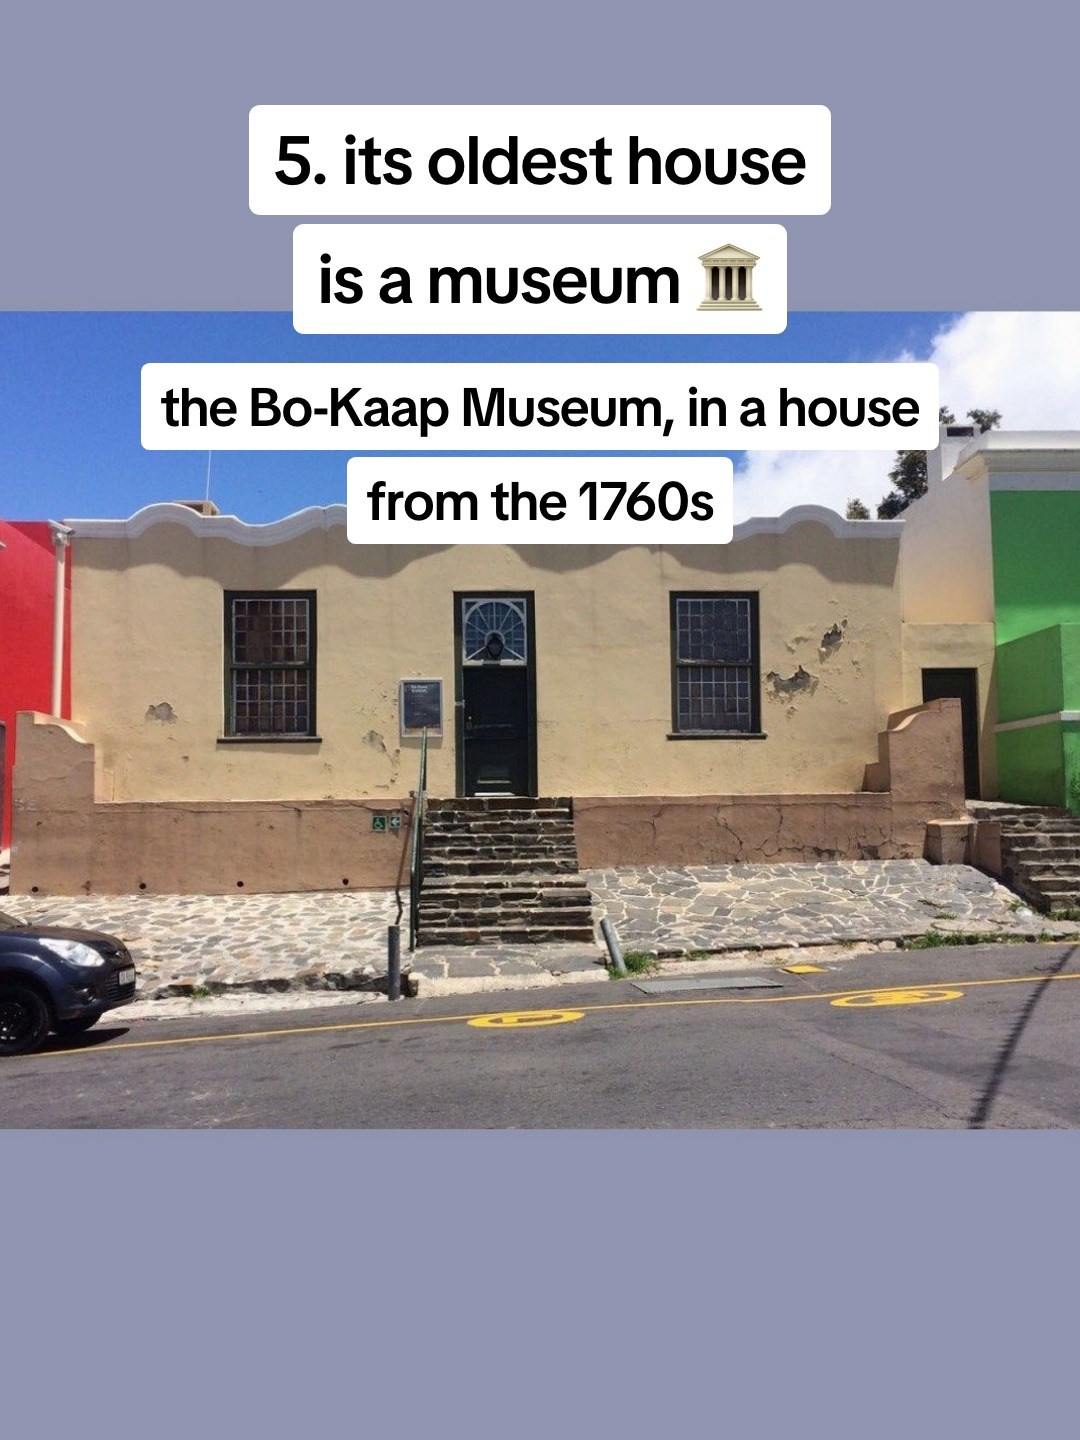 5. its oldest house
is a museum 🏛️
the Bo-Kaap Museum, in a house
from the 1760s